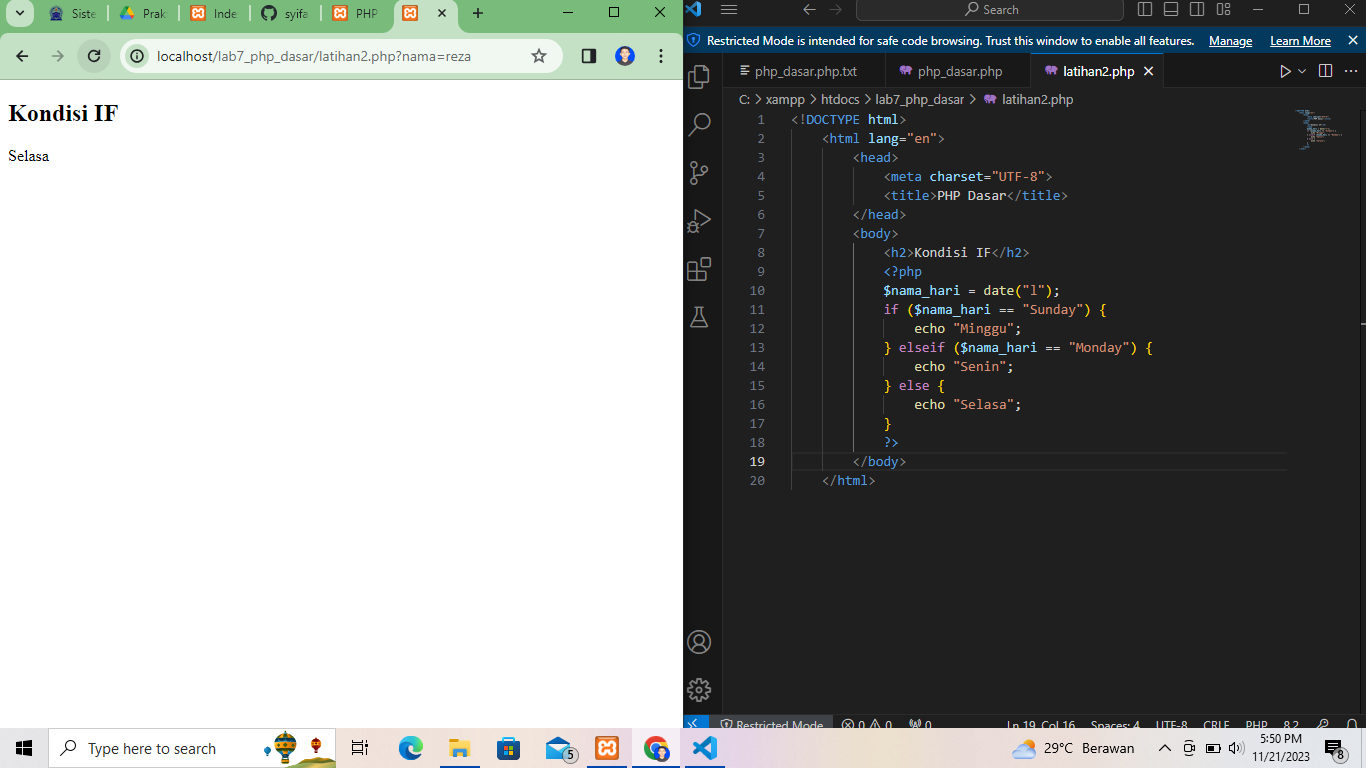 Siste
Prak
Inde
syifa
PHP
localhost/lab7_php_dasar/latihan2.php?nama=reza
Kondisi IF
Selasa
Search
Restricted Mode is intended for safe code browsing. Trust this window to enable all features. Manage Learn More
php_dasar.php.txt
php_dasar.php
latihan2.php
C: > xampp > htdocs > lab7_php_dasar > latihan2.php
1 <!DOCTYPE html>
2 <html lang="en">
3 <head>
4 <meta charset="UTF-8">
5 <title>PHP Dasar</title>
6 </head>
7 <body>
8 <h2>Kondisi IF</h2>
9 <?php
10 $nama_hari = date("l");
11 if ($nama_hari == "Sunday") {
12 echo "Minggu";
13 } elseif ($nama_hari == "Monday") {
14 echo "Senin";
15 } else {
16 echo "Selasa";
17 }
18 ?>
19 </body>
20 </html>
Restricted Mode 0 0 0 Ln 19, Col 16 Spaces: 4 UTF-8 CRLF PHP 8.2
Type here to search
5
29°C Berawan
5:50 PM
11/21/2023
8